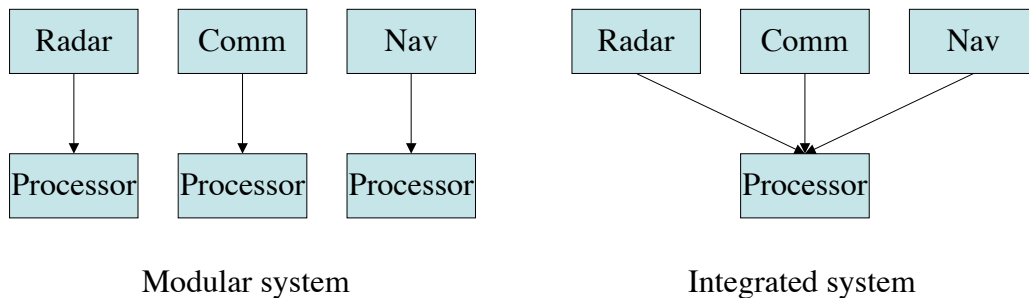 Radar Comm Nav
Processor Processor Processor
Modular system
Radar Comm Nav
Processor
Integrated system